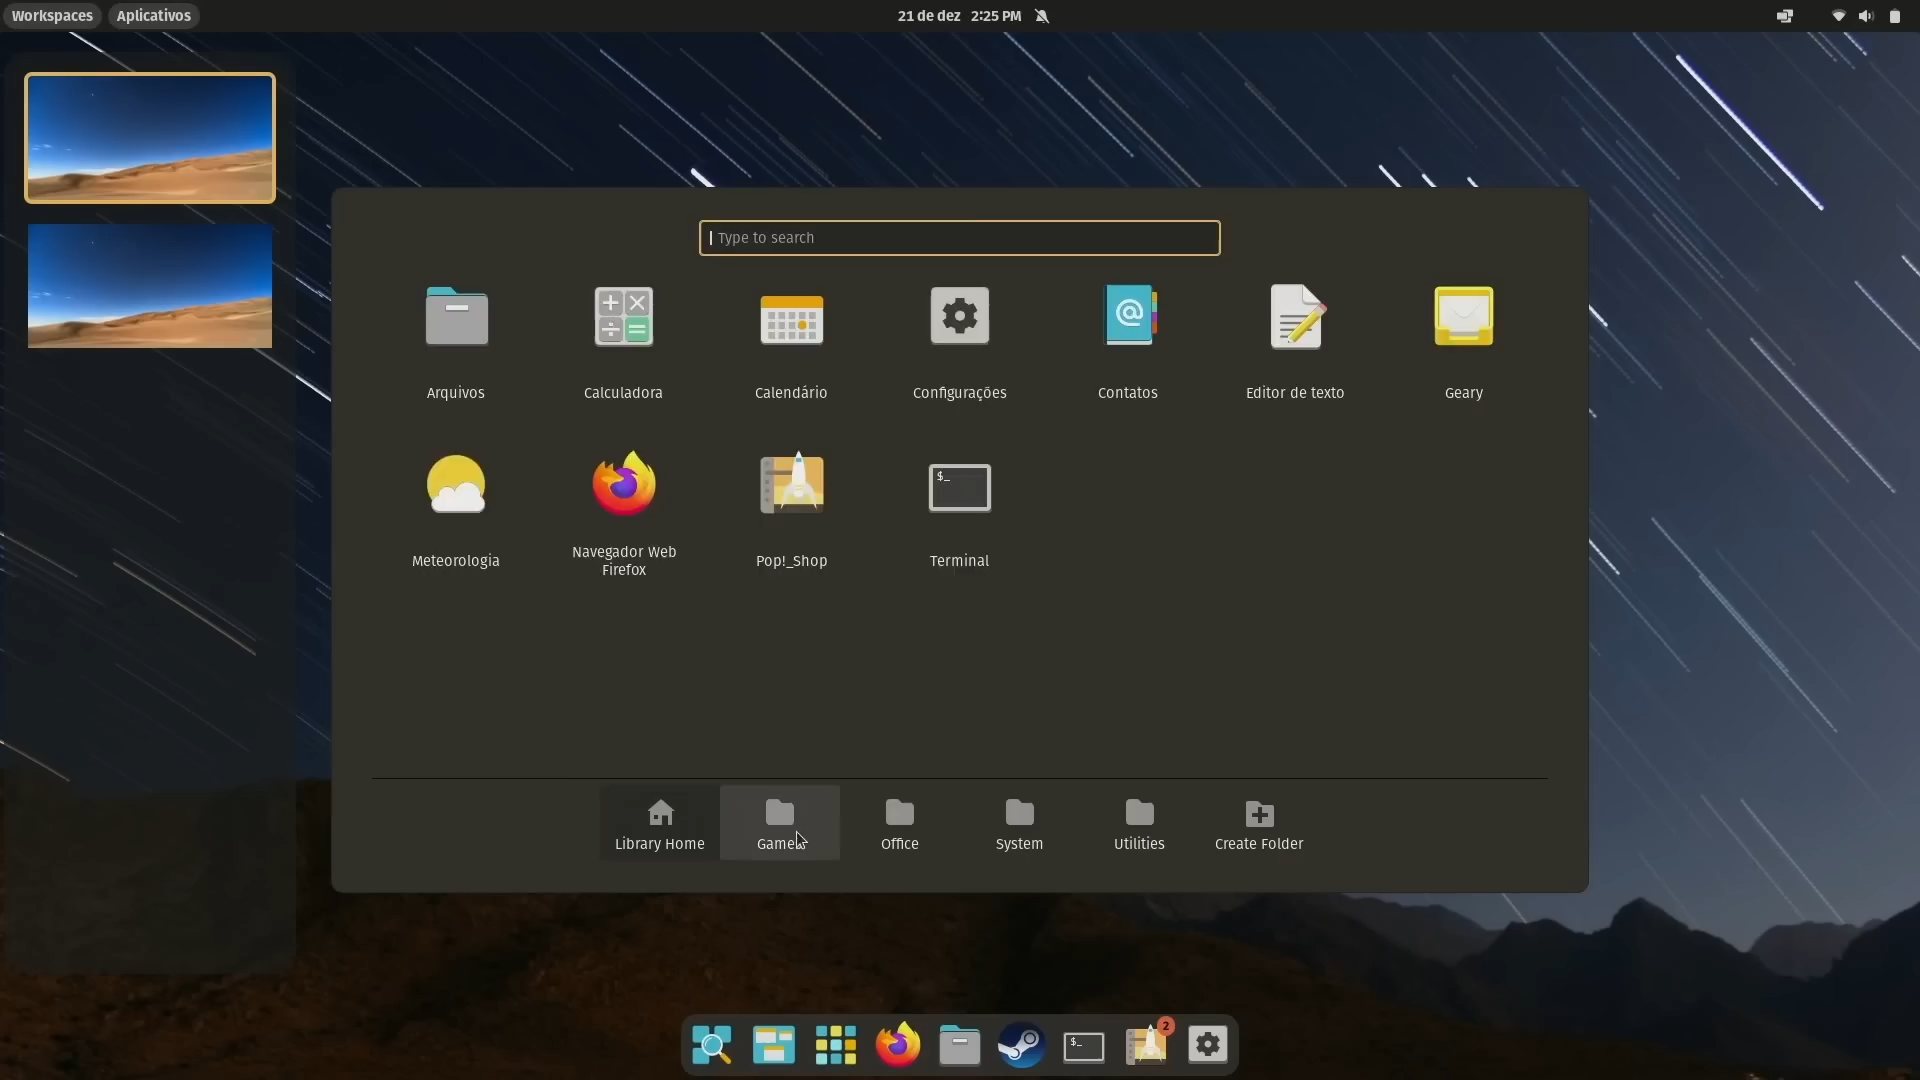 Workspaces
Aplicativos
21 de dez 2:25 PM
Type to search
Arquivos
Calculadora
Calendário
Configurações
Contatos
Editor de texto
Geary
Meteorologia
Navegador Web
Firefox
Pop!_Shop
$_
Terminal
Library Home
Games
Office
System
Utilities
Create Folder
$_
2